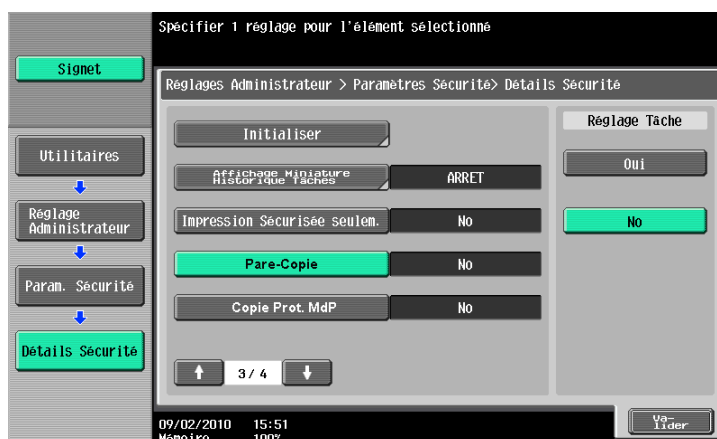 Spécifier 1 réglage pour l'élément sélectionné
Signet
Réglages Administrateur > Paramètres Sécurité> Détails Sécurité
Utilitaires
Réglage
Administrateur
Param. Sécurité
Détails Sécurité
Initialiser
Affichage Miniature
Historique Tâches
ARRET
Impression Sécurisée seulem.
No
Pare-Copie
No
Copie Prot. MdP
No
3/ 4
Réglage Tâche
Oui
No
09/02/2010 15:51
Mémoire 100%
Va-
lider